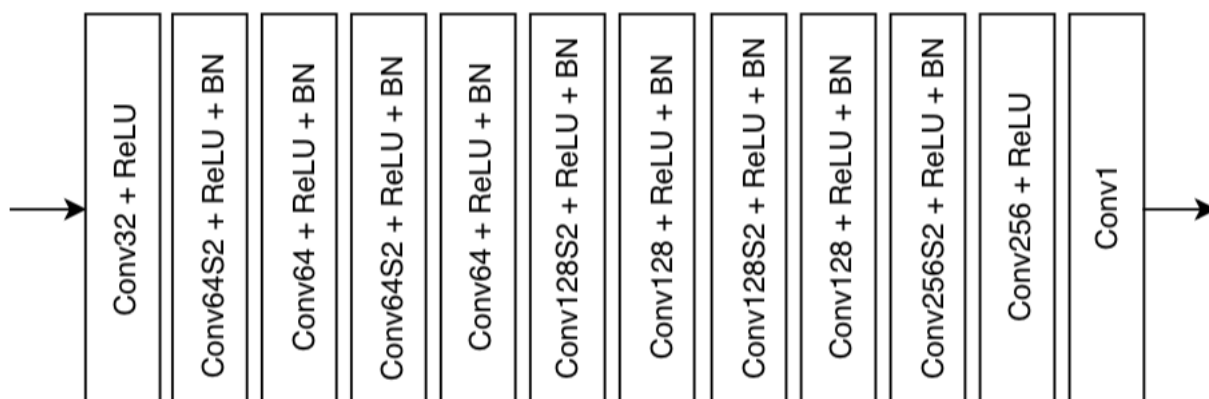 Conv32 + ReLU
Conv64S2 + ReLU + BN
Conv64 + ReLU + BN
Conv64S2 + ReLU + BN
Conv64 + ReLU + BN
Conv128S2 + ReLU + BN
Conv128 + ReLU + BN
Conv128S2 + ReLU + BN
Conv128 + ReLU + BN
Conv256S2 + ReLU + BN
Conv256 + ReLU
Conv1